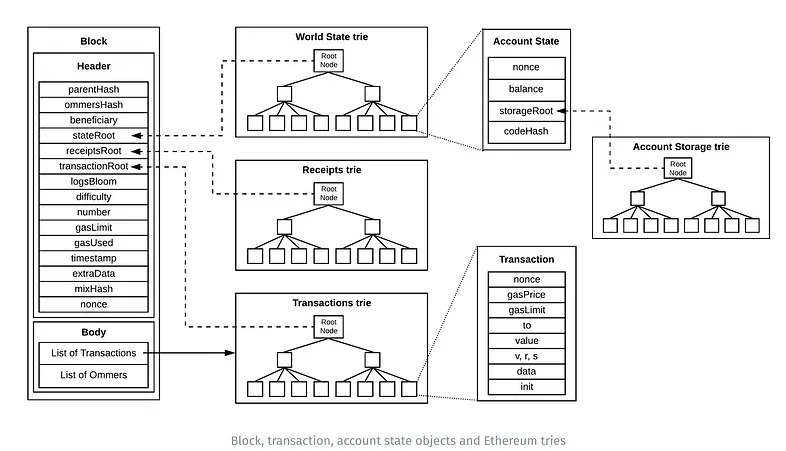 Block
Header
parentHash
ommersHash
beneficiary
stateRoot
receiptsRoot
transactionRoot
logsBloom
difficulty
number
gasLimit
gasUsed
timestamp
extraData
mixHash
nonce
Body
List of Transactions
List of Ommers
World State trie
Root
Node
Receipts trie
Root
Node
Transactions trie
Root
Node
Account State
nonce
balance
storageRoot
codeHash
Account Storage trie
Root
Node
Transaction
nonce
gasPrice
gasLimit
to
value
v, r, s
data
init
Block, transaction, account state objects and Ethereum tries